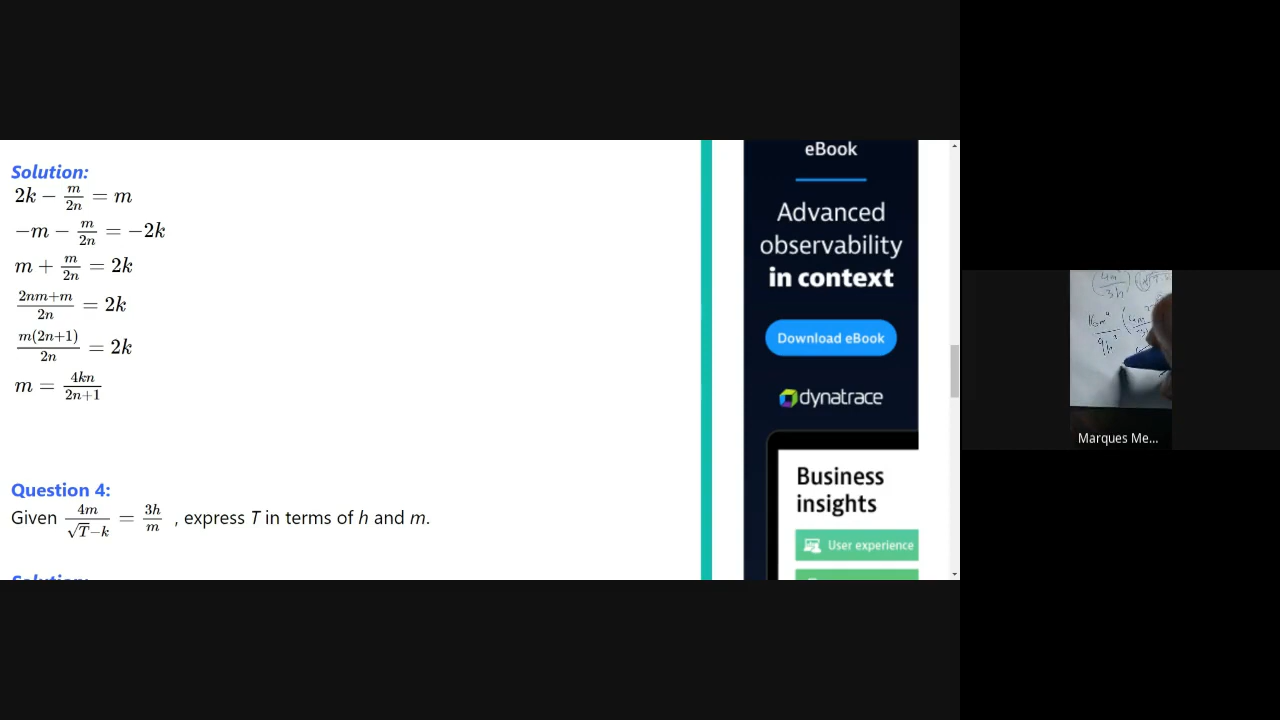 Solution:
2k − m/2n = m
−m − m/2n = −2k
m + m/2n = 2k
2nm+m/2n = 2k
m(2n+1)/2n = 2k
m = 4kn/2n+1
Question 4:
Given 4m/√T−k = 3h/m , express T in terms of h and m.
eBook
Advanced
observability
in context
Download eBook
dynatrace
Business
insights
User experience
Marques Me...